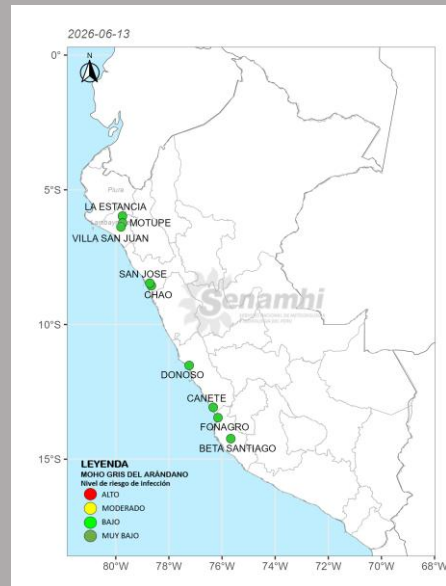 2026-06-13
N
0°
5°S
10°S
15°S
Piura
LA ESTANCIA
MOTUPE
VILLA SAN JUAN
SAN JOSE
CHAO
Senamhi
DONOSO
CANETE
FONAGRO
BETA SANTIAGO
LEYENDA
MOHO GRIS DEL ARÁNDANO
Nivel de riesgo de infección
ALTO
MODERADO
BAJO
MUY BAJO
80°W
78°W
76°W
74°W
72°W
70°W
68°W